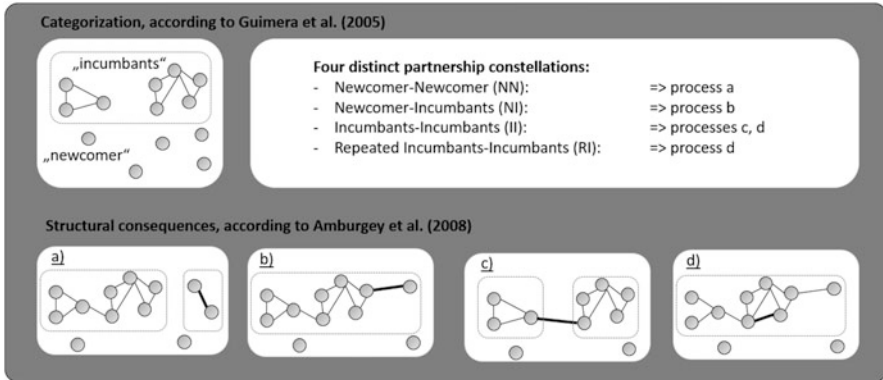 Categorization, according to Guimera et al. (2005)
„incumbants“
„newcomer“
Four distinct partnership constellations:
- Newcomer-Newcomer (NN): => process a
- Newcomer-Incumbants (NI): => process b
- Incumbants-Incumbants (II): => processes c, d
- Repeated Incumbants-Incumbants (RI): => process d
Structural consequences, according to Amburgey et al. (2008)
a)
b)
c)
d)